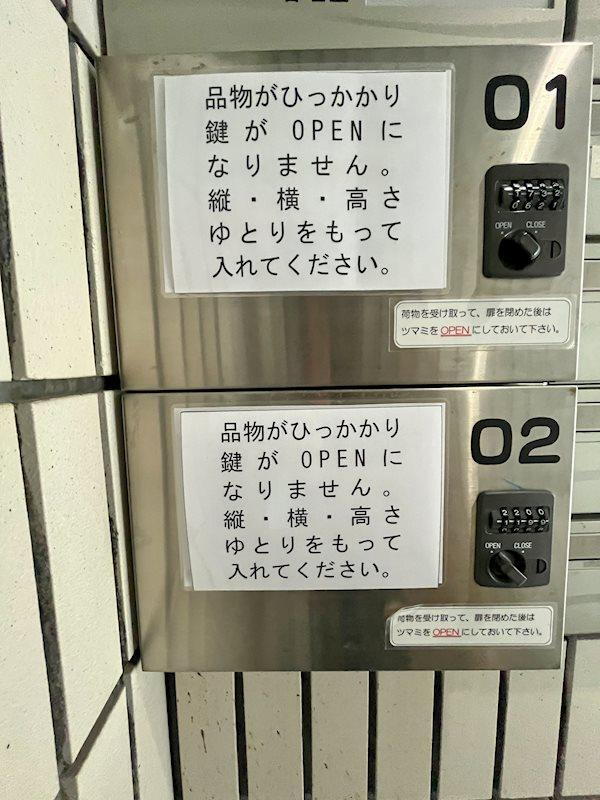 品物がひっかかり
鍵が OPEN に
なりません。
縦・横・高さ
ゆとりをもって
入れてください。
01
OPEN CLOSE
荷物を受け取って、扉を閉めた後は
ツマミをOPENにしておいて下さい。
品物がひっかかり
鍵が OPEN に
なりません。
縦・横・高さ
ゆとりをもって
入れてください。
02
2200
OPEN CLOSE
荷物を受け取って、扉を閉めた後は
ツマミをOPENにしておいて下さい。